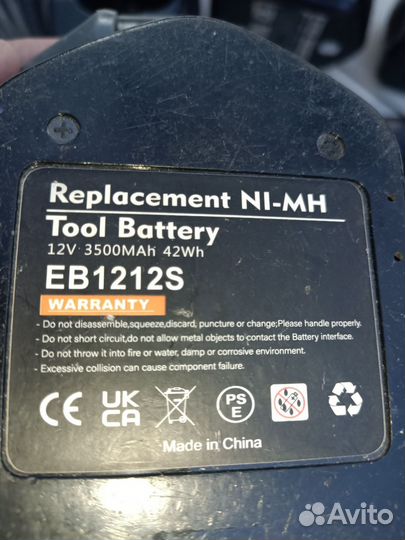 Replacement NI-MH
Tool Battery
12V 3500MAh 42Wh
EB1212S
WARRANTY
- Do not disassemble,squeeze,discard, puncture or change;Please handle properly.
- Do not short circuit,do not allow metal objects to contact the Battery interface.
- Do not throw it into fire or water, damp or corrosive environment.
- Excessive collision can cause component failure.
CE UK CA PS E
Made in China
Avito